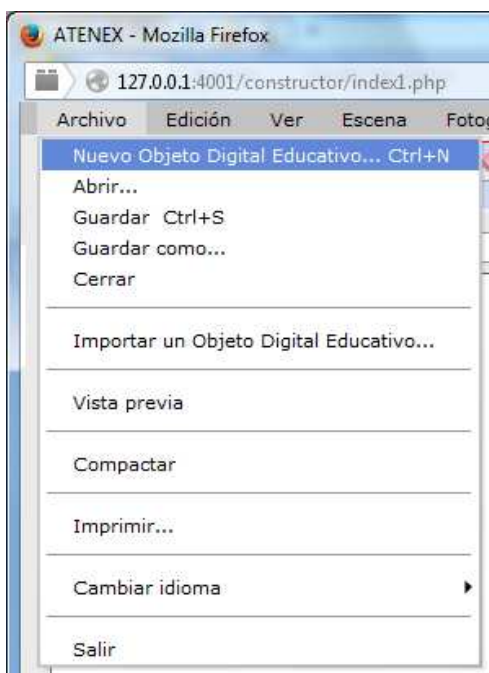 ATENEX - Mozilla Firefox
127.0.0.1:4001/constructor/index1.php
Archivo Edición Ver Escena
Nuevo Objeto Digital Educativo... Ctrl+N
Abrir...
Guardar Ctrl+S
Guardar como...
Cerrar
Importar un Objeto Digital Educativo...
Vista previa
Compactar
Imprimir...
Cambiar idioma
Salir